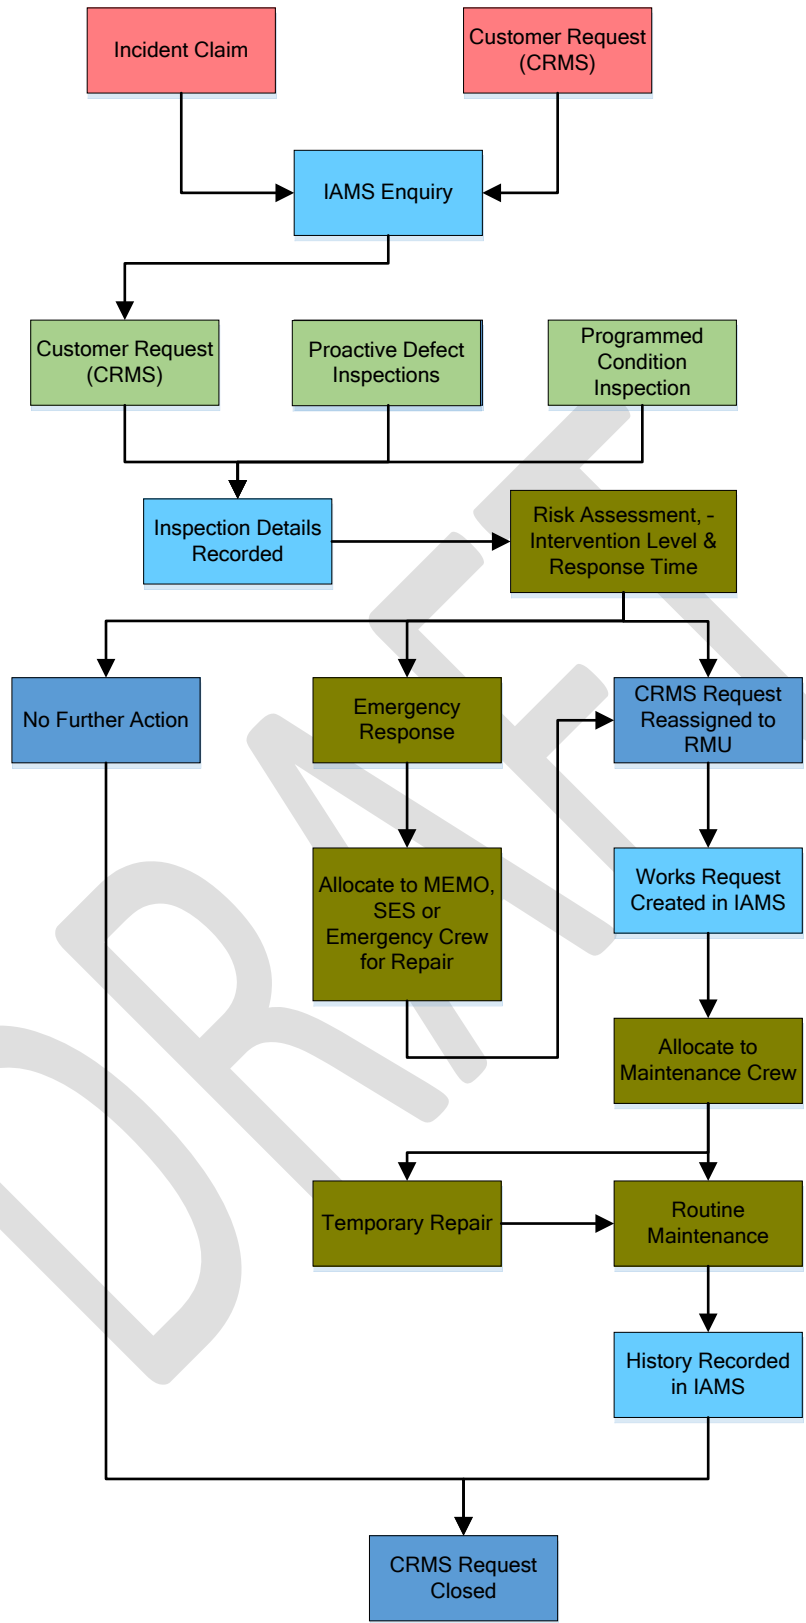 Incident Claim
Customer Request
(CRMS)
IAMS Enquiry
Customer Request
(CRMS)
Proactive Defect
Inspections
Programmed
Condition
Inspection
Inspection Details
Recorded
Risk Assessment, -
Intervention Level &
Response Time
No Further Action
Emergency
Response
CRMS Request
Reassigned to
RMU
Allocate to MEMO,
SES or
Emergency Crew
for Repair
Works Request
Created in IAMS
Allocate to
Maintenance Crew
Temporary Repair
Routine
Maintenance
History Recorded
in IAMS
CRMS Request
Closed
DRAFT